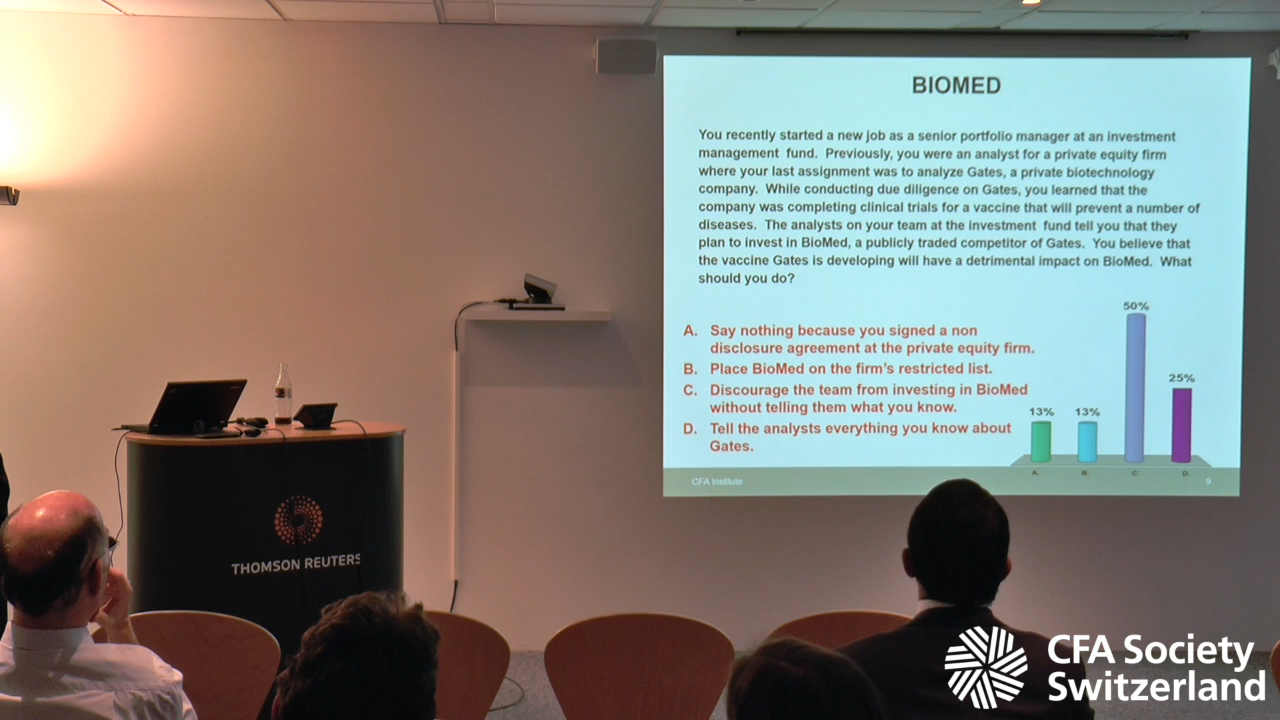 BIOMED
You recently started a new job as a senior portfolio manager at an investment
management fund. Previously, you were an analyst for a private equity firm
where your last assignment was to analyze Gates, a private biotechnology
company. While conducting due diligence on Gates, you learned that the
company was completing clinical trials for a vaccine that will prevent a number of
diseases. The analysts on your team at the investment fund tell you that they
plan to invest in BioMed, a publicly traded competitor of Gates. You believe that
the vaccine Gates is developing will have a detrimental impact on BioMed. What
should you do?
A. Say nothing because you signed a non
disclosure agreement at the private equity firm.
B. Place BioMed on the firm's restricted list.
C. Discourage the team from investing in BioMed
without telling them what you know.
D. Tell the analysts everything you know about
Gates.
13% 13% 50% 25%
A. B. C. D.
CFA Institute 9
THOMSON REUTERS
CFA Society
Switzerland